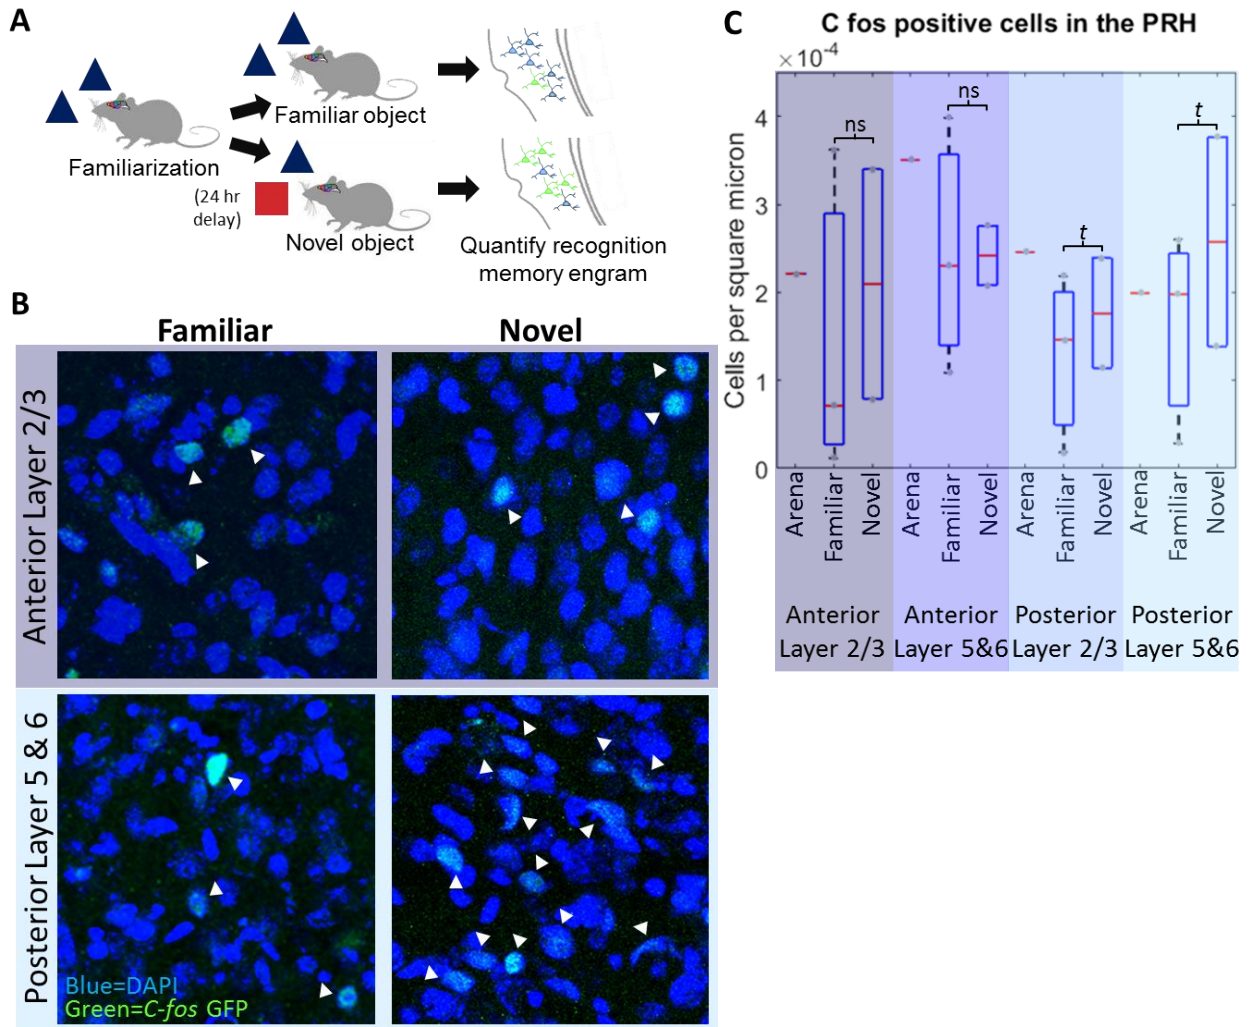 A
Familiarization
Familiar object
(24 hr
delay)
Novel object
Quantify recognition
memory engram
B
Familiar
Novel
Anterior Layer 2/3
Posterior Layer 5 & 6
Blue=DAPI
Green=C-fos GFP
C
C fos positive cells in the PRH
×10⁻⁴
Cells per square micron
4
3
2
1
0
ns
ns
t
t
Arena
Familiar
Novel
Arena
Familiar
Novel
Arena
Familiar
Novel
Arena
Familiar
Novel
Anterior
Layer 2/3
Anterior
Layer 5&6
Posterior
Layer 2/3
Posterior
Layer 5&6